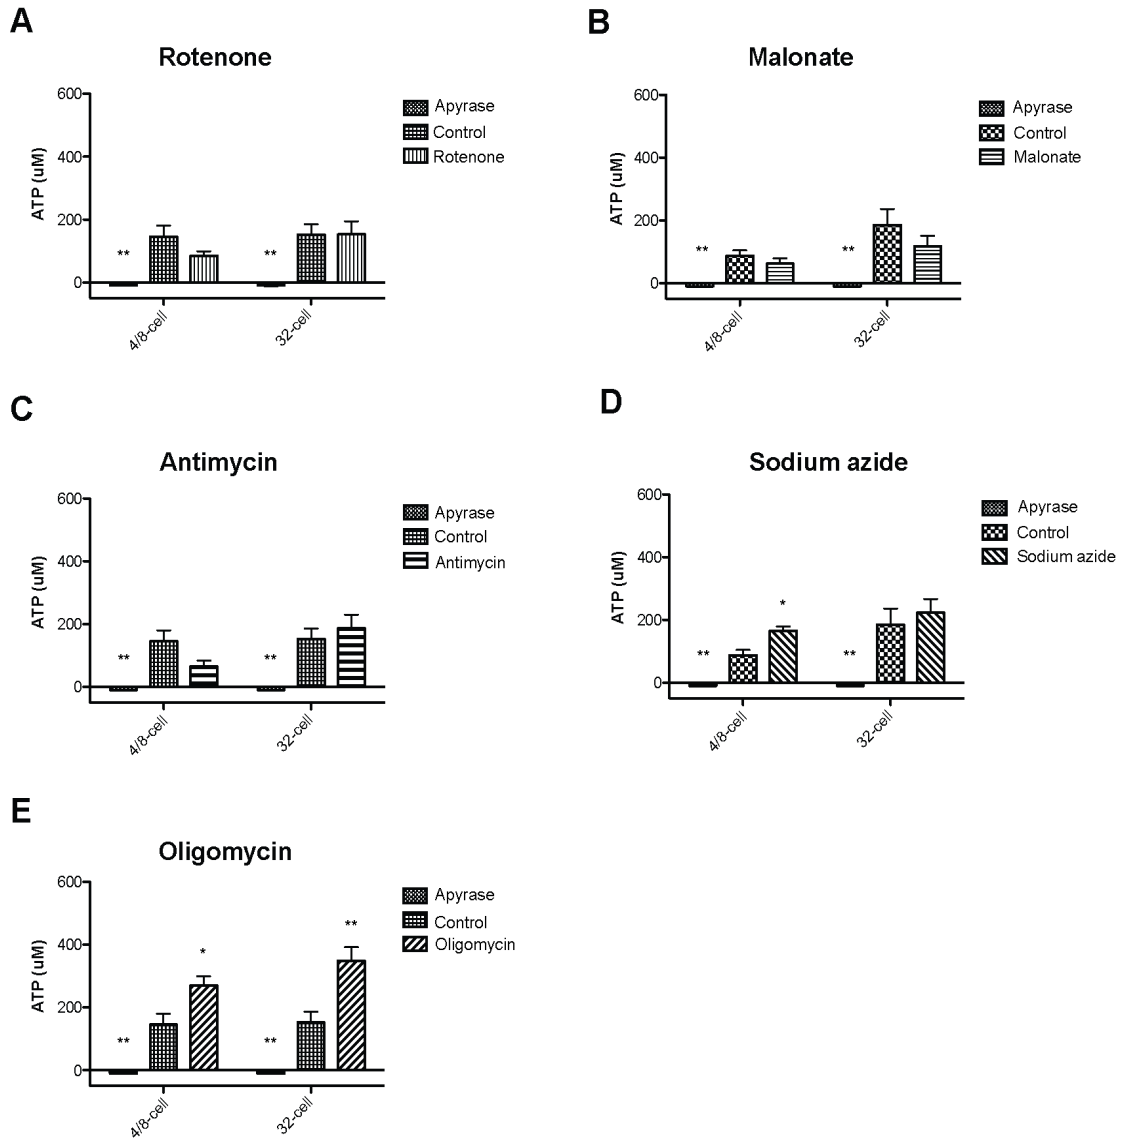 A
Rotenone
600
400
200
0
ATP (uM)
** **
4/8-cell 32-cell
Apyrase
Control
Rotenone
B
Malonate
600
400
200
0
ATP (uM)
** **
4/8-cell 32-cell
Apyrase
Control
Malonate
C
Antimycin
600
400
200
0
ATP (uM)
** **
4/8-cell 32-cell
Apyrase
Control
Antimycin
D
Sodium azide
600
400
200
0
ATP (uM)
** * **
4/8-cell 32-cell
Apyrase
Control
Sodium azide
E
Oligomycin
600
400
200
0
ATP (uM)
** * ** **
4/8-cell 32-cell
Apyrase
Control
Oligomycin